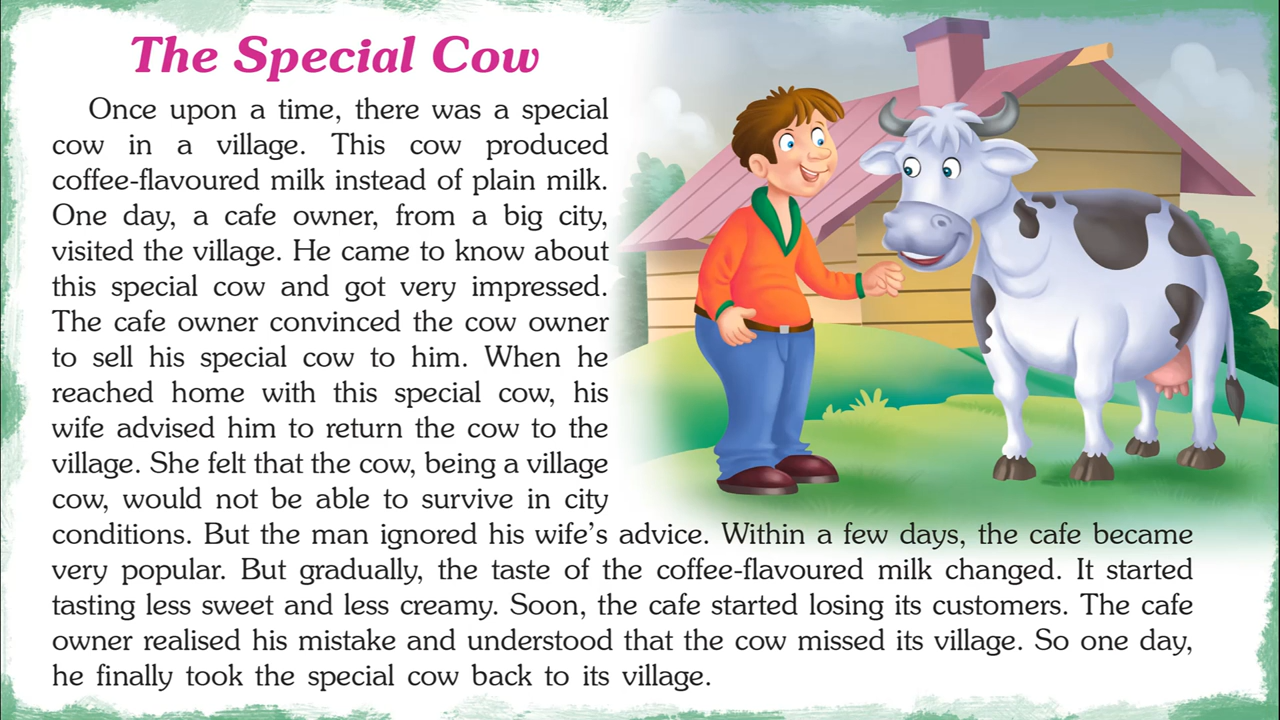 The Special Cow
Once upon a time, there was a special
cow in a village. This cow produced
coffee-flavoured milk instead of plain milk.
One day, a cafe owner, from a big city,
visited the village. He came to know about
this special cow and got very impressed.
The cafe owner convinced the cow owner
to sell his special cow to him. When he
reached home with this special cow, his
wife advised him to return the cow to the
village. She felt that the cow, being a village
cow, would not be able to survive in city
conditions. But the man ignored his wife’s advice. Within a few days, the cafe became
very popular. But gradually, the taste of the coffee-flavoured milk changed. It started
tasting less sweet and less creamy. Soon, the cafe started losing its customers. The cafe
owner realised his mistake and understood that the cow missed its village. So one day,
he finally took the special cow back to its village.